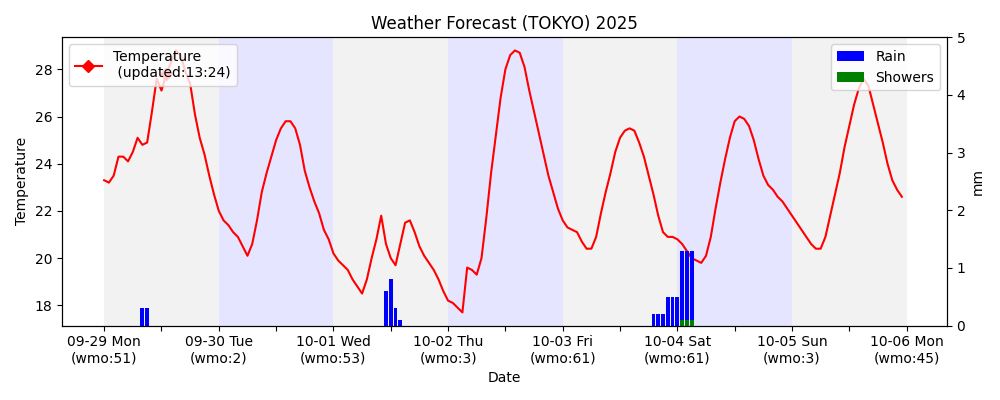 Weather Forecast (TOKYO) 2025
Temperature
(updated:13:24)
Rain
Showers
Temperature
28
26
24
22
20
18
5
4
3
2
1
0
mm
09-29 Mon
(wmo:51)
09-30 Tue
(wmo:2)
10-01 Wed
(wmo:53)
10-02 Thu
(wmo:3)
10-03 Fri
(wmo:61)
10-04 Sat
(wmo:61)
10-05 Sun
(wmo:3)
10-06 Mon
(wmo:45)
Date